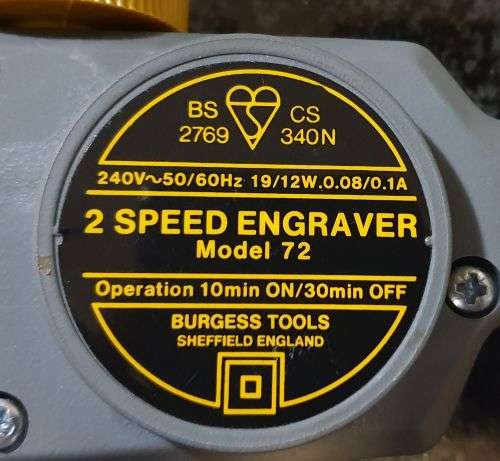 BS CS
2769 340N
240V~50/60Hz 19/12W.0.08/0.1A
2 SPEED ENGRAVER
Model 72
Operation 10min ON/30min OFF
BURGESS TOOLS
SHEFFIELD ENGLAND